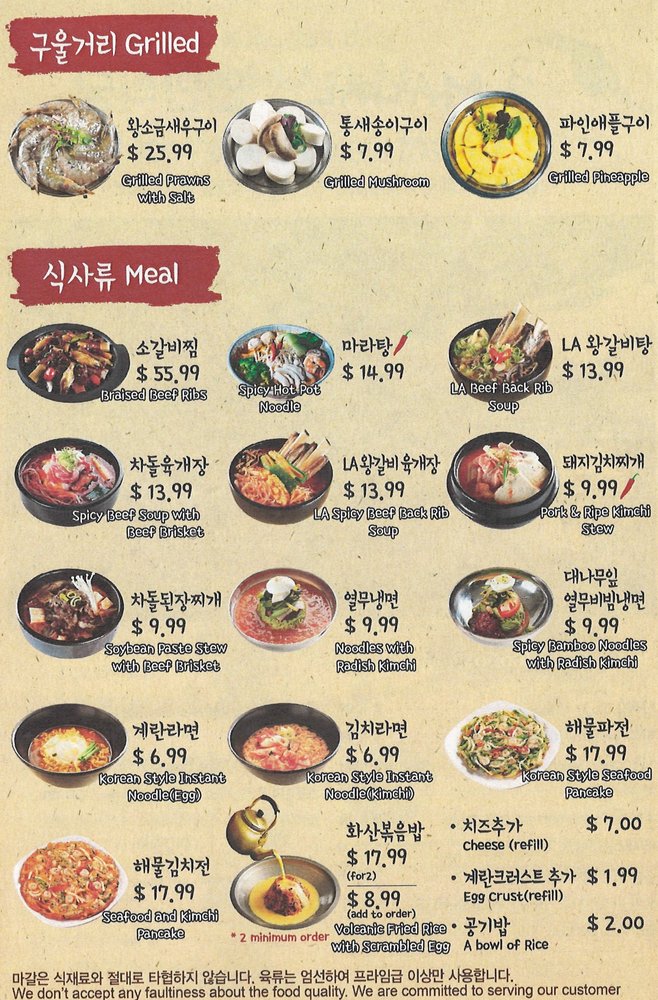 구울거리 Grilled
왕소금새우구이
$ 25.99
Grilled Prawns
with Salt
통새송이구이
$ 7.99
Grilled Mushroom
파인애플구이
$ 7.99
Grilled Pineapple
식사류 Meal
소갈비찜
$ 55.99
Braised Beef Ribs
마라탕
$ 14.99
Spicy Hot Pot
Noodle
LA 왕갈비탕
$ 13.99
LA Beef Back Rib
Soup
차돌육개장
$ 13.99
Spicy Beef Soup with
Beef Brisket
LA왕갈비육개장
$ 13.99
LA Spicy Beef Back Rib
Soup
돼지김치찌개
$ 9.99
Pork & Ripe Kimchi
Stew
차돌된장찌개
$ 9.99
Soybean Paste Stew
with Beef Brisket
열무냉면
$ 9.99
Noodles with
Radish Kimchi
대나무잎
열무비빔냉면
$ 9.99
Spicy Bamboo Noodles
with Radish Kimchi
계란라면
$ 6.99
Korean Style Instant
Noodle(Egg)
김치라면
$ 6.99
Korean Style Instant
Noodle(Kimchi)
해물파전
$ 17.99
Korean Style Seafood
Pancake
해물김치전
$ 17.99
Seafood and Kimchi
Pancake
화산볶음밥
$ 17.99
(for2)
$ 8.99
(add to order)
* 2 minimum order
Volcanic Fried Rice
with Scrambled Egg
• 치즈추가 $ 7.00
cheese (refill)
• 계란크러스트 추가 $ 1.99
Egg Crust(refill)
• 공기밥 $ 2.00
A bowl of Rice
마갈은 식재료와 절대로 타협하지 않습니다. 육류는 엄선하여 프라임급 이상만 사용합니다.
We don't accept any faultiness about the food quality. We are committed to serving our customer